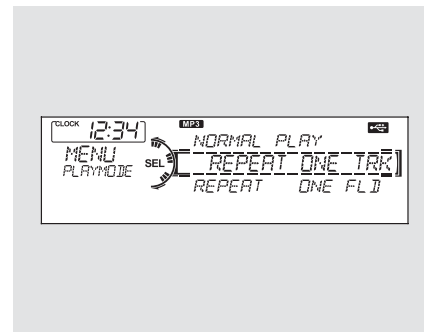 CLOCK 12:34
MP3
NORMAL PLAY
MENU
PLAYMODE
SEL
REPEAT ONE TRK
REPEAT ONE FLD